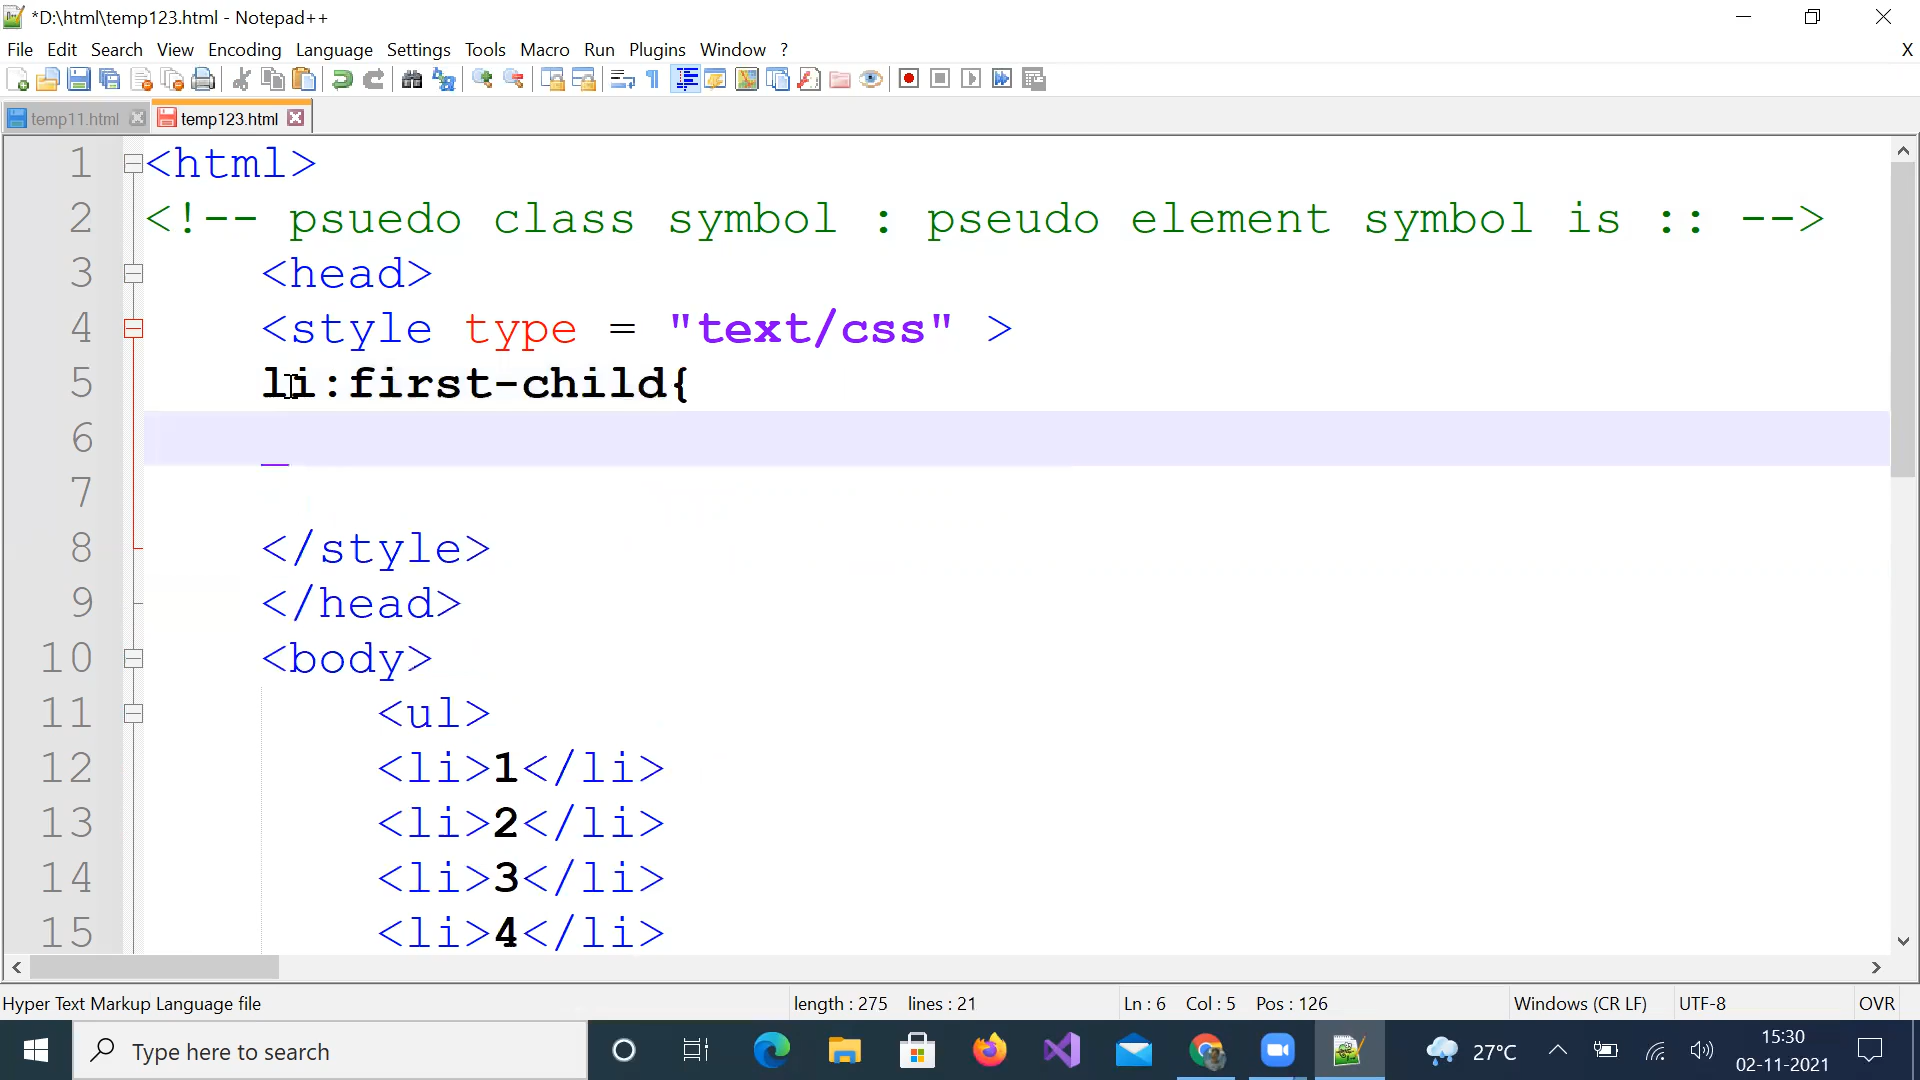 *D:\html\temp123.html - Notepad++
File Edit Search View Encoding Language Settings Tools Macro Run Plugins Window ? X
temp11.html temp123.html
1 <html>
2 <!-- psuedo class symbol : pseudo element symbol is :: -->
3 <head>
4 <style type = "text/css" >
5 li:first-child{
6
7
8 </style>
9 </head>
10 <body>
11 <ul>
12 <li>1</li>
13 <li>2</li>
14 <li>3</li>
15 <li>4</li>
Hyper Text Markup Language file length : 275 lines : 21 Ln : 6 Col : 5 Pos : 126 Windows (CR LF) UTF-8 OVR
Type here to search 27°C 15:30
02-11-2021